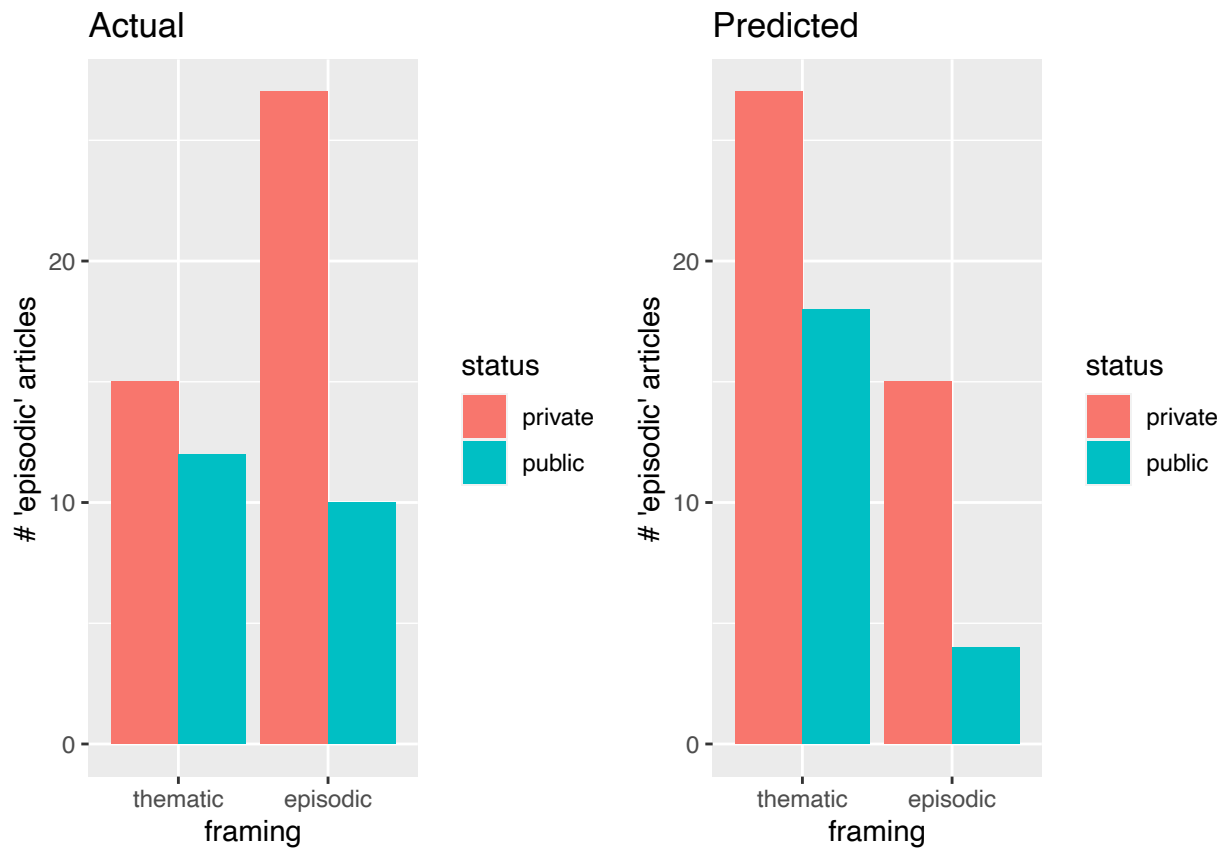 Actual
# 'episodic' articles
20
10
0
thematic
episodic
framing
status
private
public
Predicted
# 'episodic' articles
20
10
0
thematic
episodic
framing
status
private
public